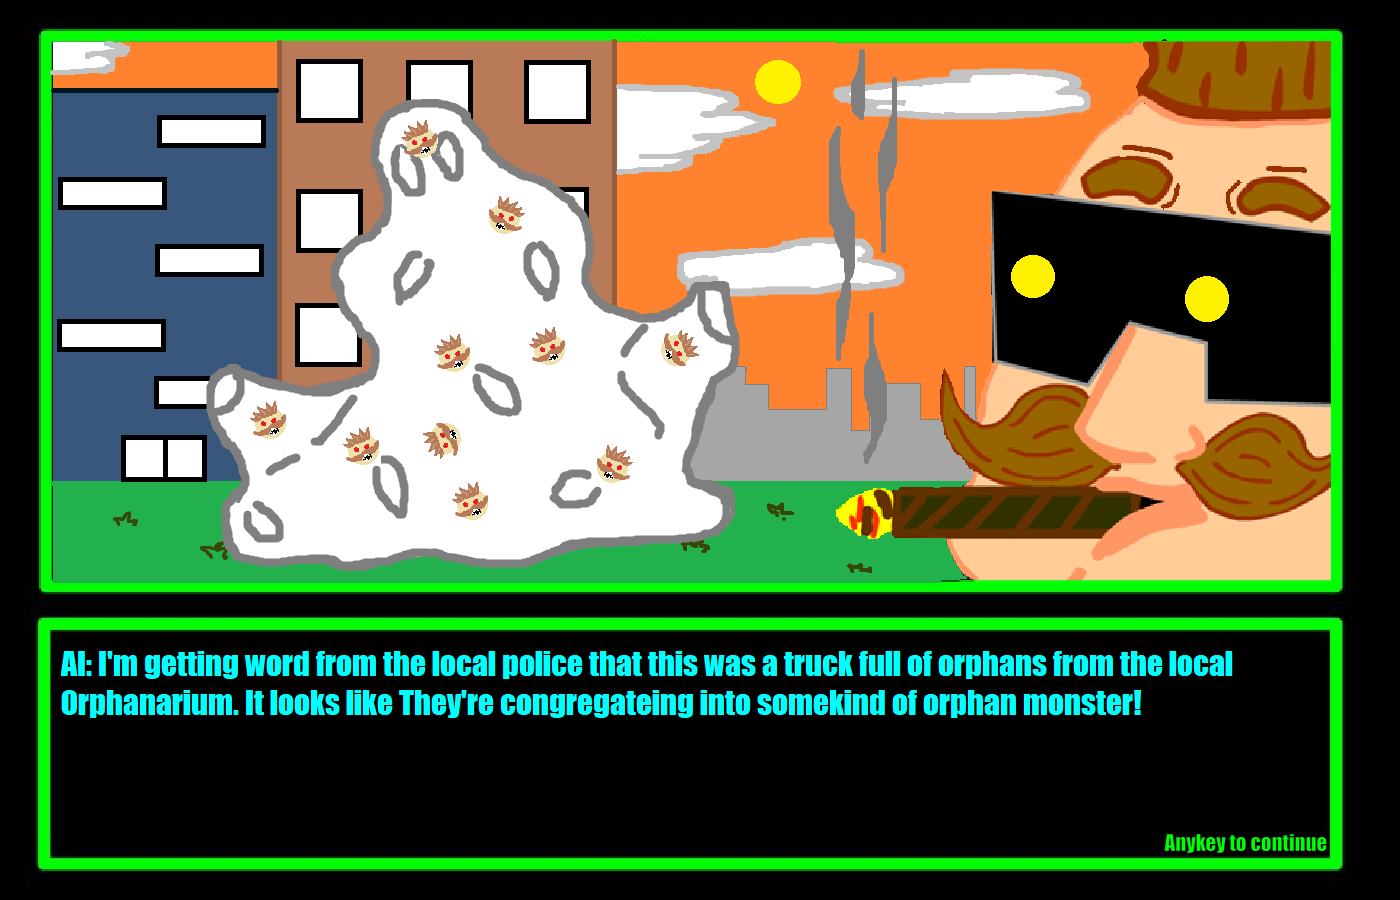 AI: I'm getting word from the local police that this was a truck full of orphans from the local
Orphanarium. It looks like They're congregateing into somekind of orphan monster!
Anykey to continue